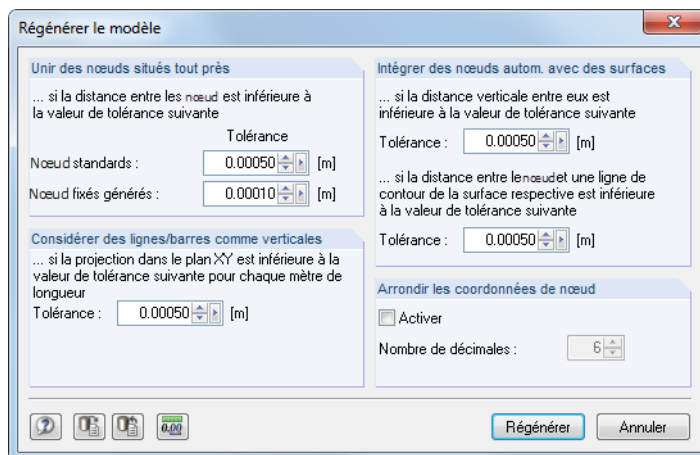 Régénérer le modèle
Unir des nœuds situés tout près
... si la distance entre les nœud est inférieure à
la valeur de tolérance suivante
Tolérance
Nœud standards :
0.00050
[m]
Nœud fixés générés :
0.00010
[m]
Considérer des lignes/barres comme verticales
... si la projection dans le plan XY est inférieure à la
valeur de tolérance suivante pour chaque mètre de
longueur
Tolérance :
0.00050
[m]
Intégrer des nœuds autom. avec des surfaces
... si la distance verticale entre eux est
inférieure à la valeur de tolérance suivante
Tolérance :
0.00050
[m]
... si la distance entre lenœudet une ligne de
contour de la surface respective est inférieure
à la valeur de tolérance suivante
Tolérance :
0.00050
[m]
Arrondir les coordonnées de nœud
Activer
Nombre de décimales :
6
0.00
Régénérer
Annuler